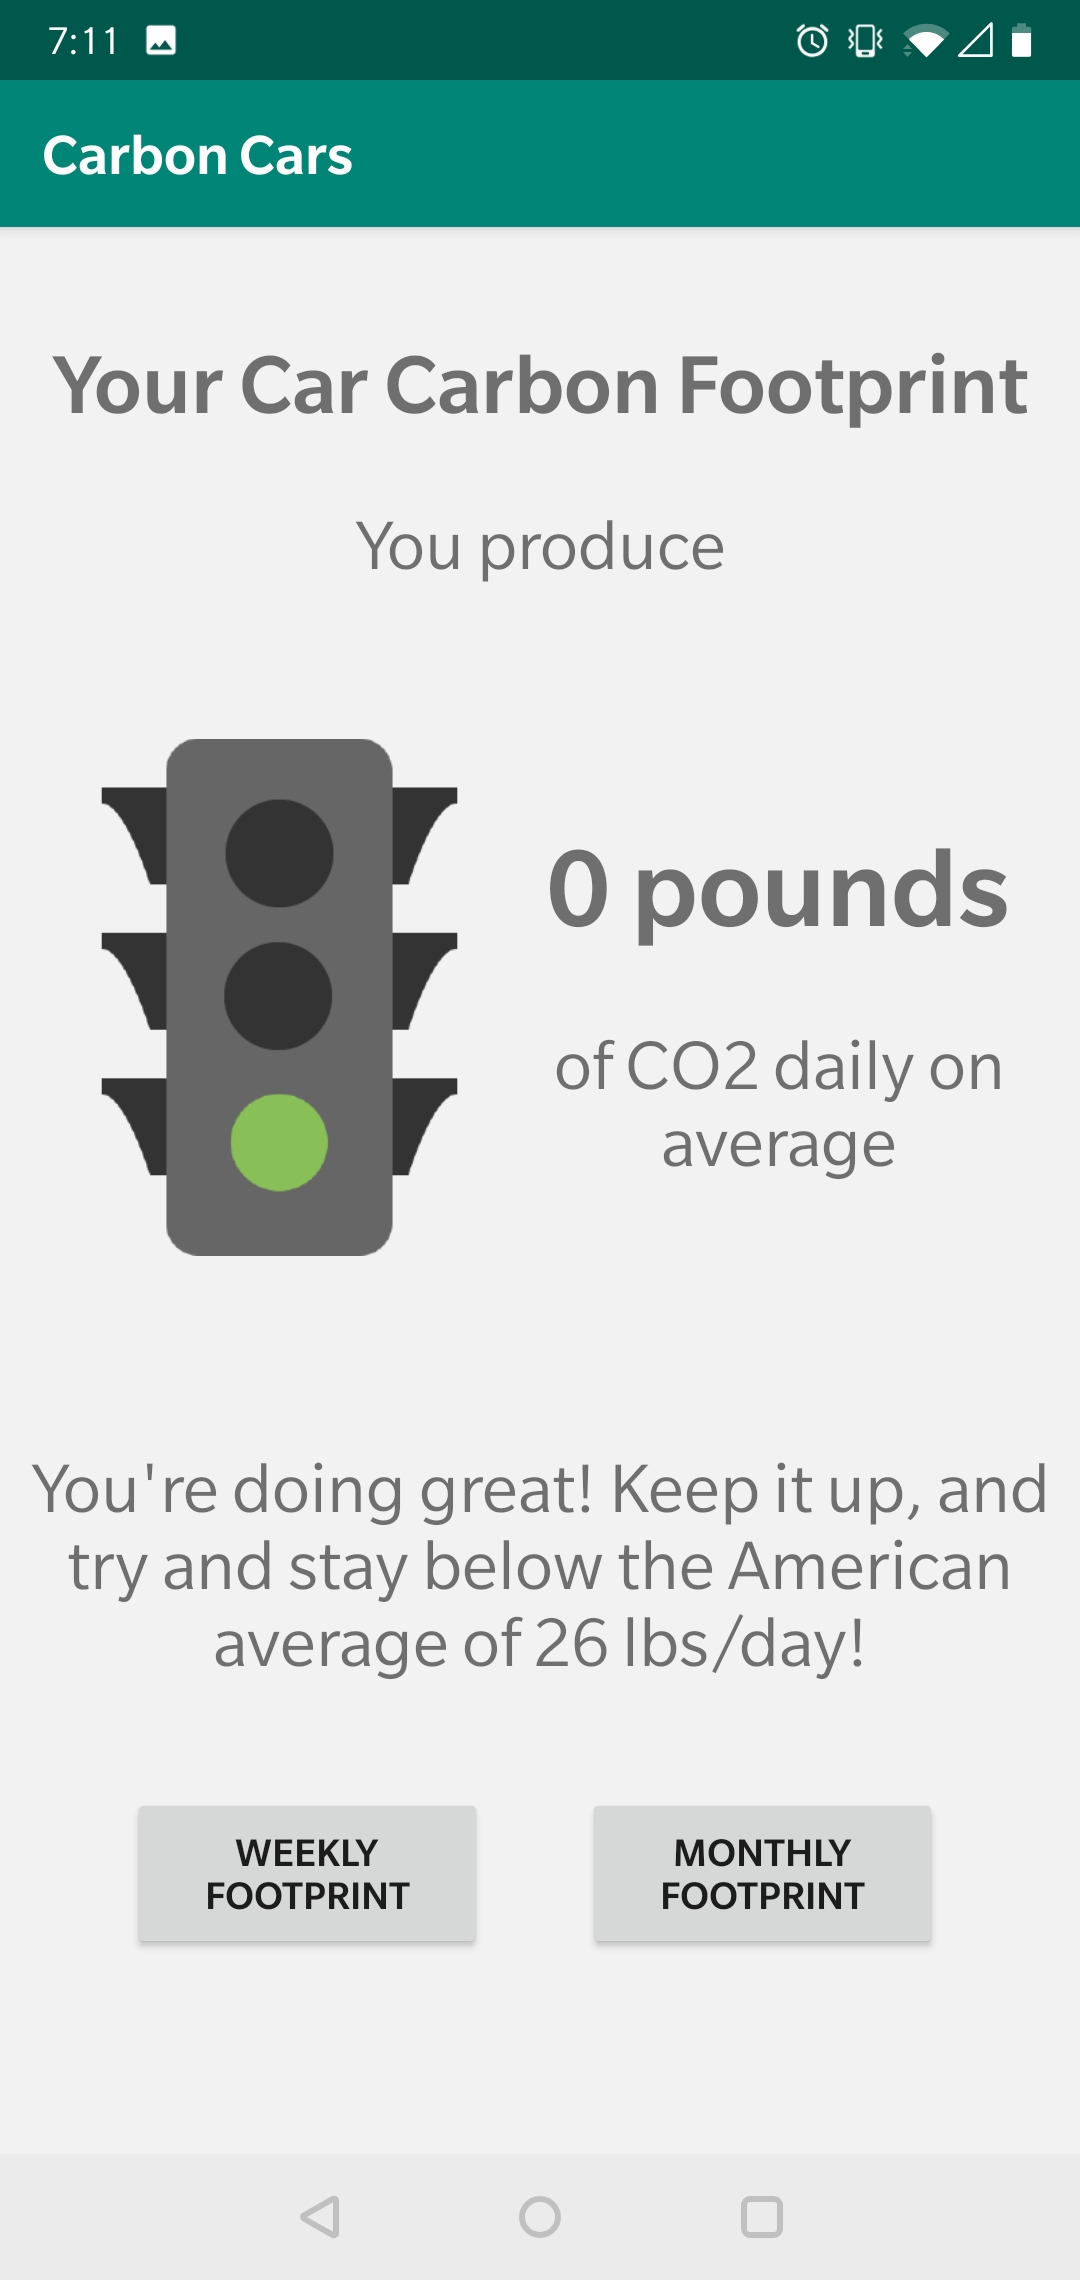 7:11
Carbon Cars
Your Car Carbon Footprint
You produce
0 pounds
of CO2 daily on
average
You're doing great! Keep it up, and
try and stay below the American
average of 26 lbs/day!
WEEKLY
FOOTPRINT
MONTHLY
FOOTPRINT